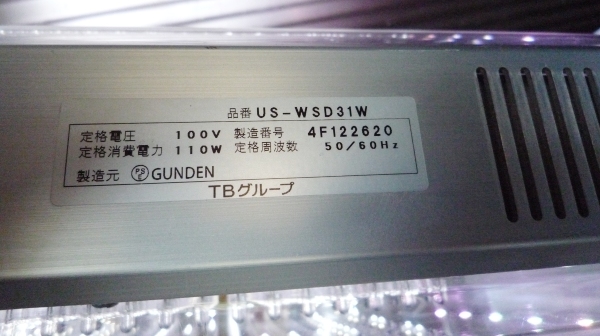 品番 US-WSD31W
定格電圧 100V 製造番号 4F122620
定格消費電力 110W 定格周波数 50/60Hz
製造元 PSE GUNDEN
TBグループ